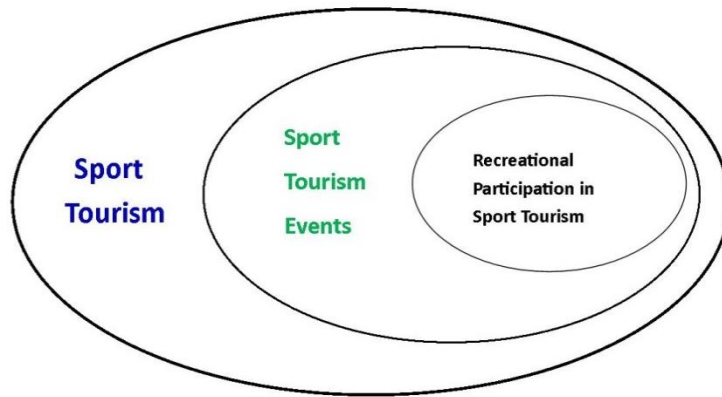 Sport
Tourism
Sport
Tourism
Events
Recreational
Participation in
Sport Tourism